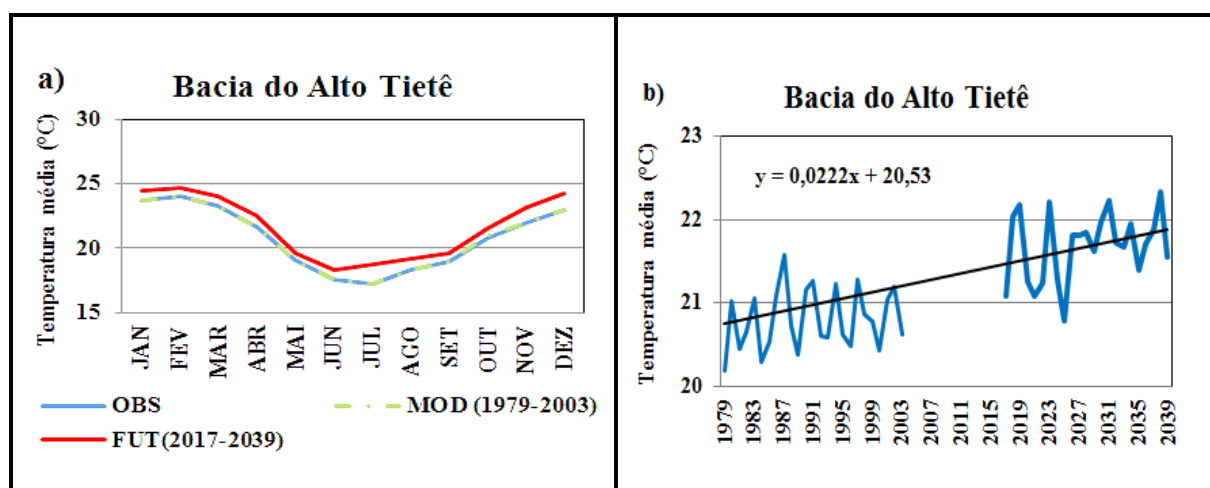 a)
Bacia do Alto Tietê
Temperatura média (°C)
30
25
20
15
JAN
FEV
MAR
ABR
MAI
JUN
JUL
AGO
SET
OUT
NOV
DEZ
OBS
MOD (1979-2003)
FUT(2017-2039)
b)
Bacia do Alto Tietê
Temperatura média (°C)
23
22
21
20
y = 0,0222x + 20,53
1979
1983
1987
1991
1995
1999
2003
2007
2011
2015
2019
2023
2027
2031
2035
2039